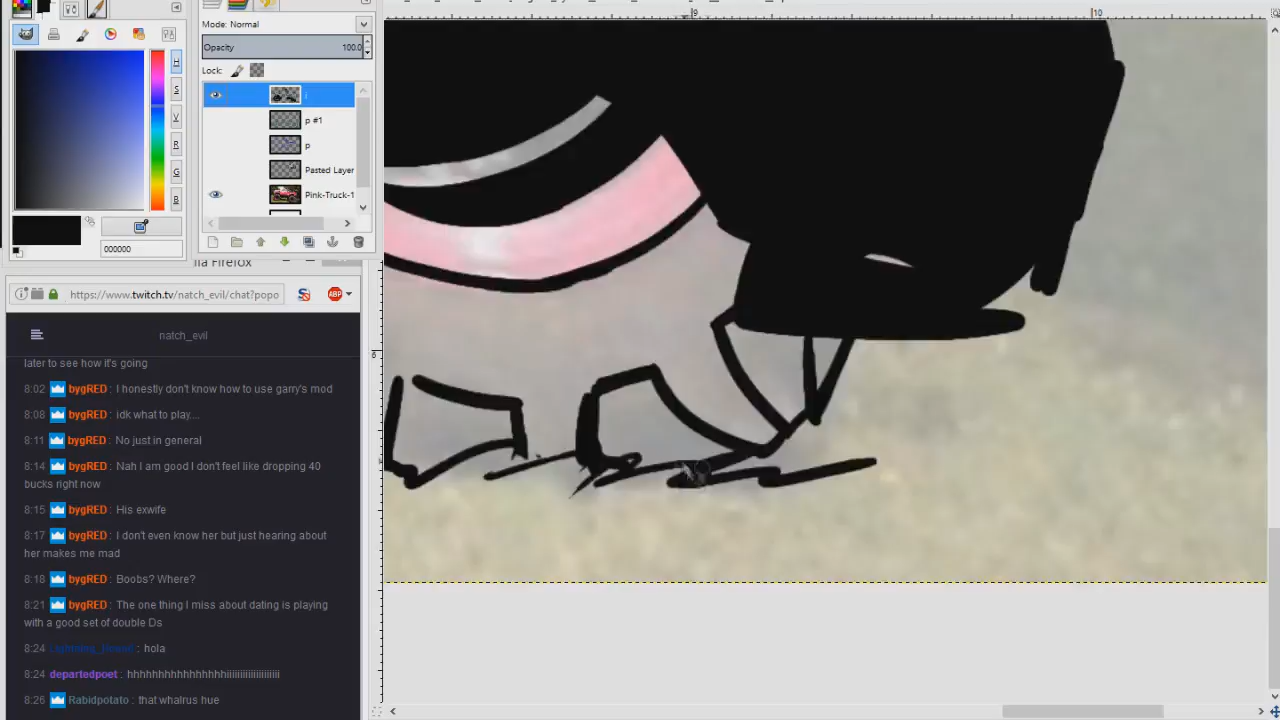 Mode: Normal
Opacity 100.0
Lock:
p #1
p
Pasted Layer
Pink-Truck-1
000000
lla Firefox
https://www.twitch.tv/natch_evil/chat?popo
ABP
natch_evil
later to see how it's going
8:02 bygRED: I honestly don't know how to use garry's mod
8:08 bygRED: idk what to play....
8:11 bygRED: No just in general
8:14 bygRED: Nah I am good I don't feel like dropping 40
bucks right now
8:15 bygRED: His exwife
8:17 bygRED: I don't even know her but just hearing about
her makes me mad
8:18 bygRED: Boobs? Where?
8:21 bygRED: The one thing I miss about dating is playing
with a good set of double Ds
8:24 : hola
8:24 departedpoet: hhhhhhhhhhhhhhhhhiiiiiiiiiiiiiiiiiiii
8:26 Rabidpotato: that whalrus hue
H
S
V
R
G
B
9
10
6